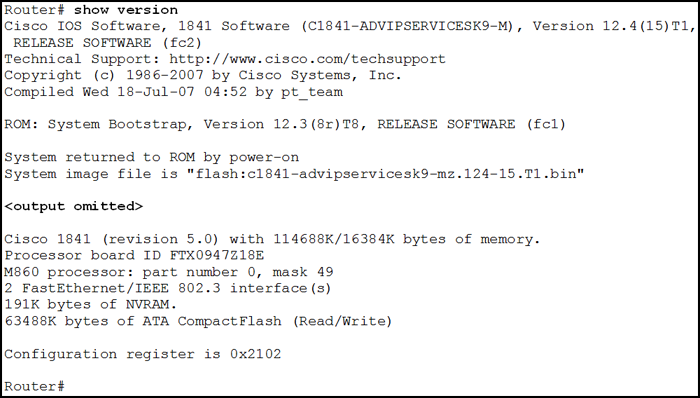 Router# show version
Cisco IOS Software, 1841 Software (C1841-ADVIPSERVICESK9-M), Version 12.4(15)T1,
RELEASE SOFTWARE (fc2)
Technical Support: http://www.cisco.com/techsupport
Copyright (c) 1986-2007 by Cisco Systems, Inc.
Compiled Wed 18-Jul-07 04:52 by pt_team
ROM: System Bootstrap, Version 12.3(8r)T8, RELEASE SOFTWARE (fc1)
System returned to ROM by power-on
System image file is "flash:c1841-advipservicesk9-mz.124-15.T1.bin"
<output omitted>
Cisco 1841 (revision 5.0) with 114688K/16384K bytes of memory.
Processor board ID FTX0947Z18E
M860 processor: part number 0, mask 49
2 FastEthernet/IEEE 802.3 interface(s)
191K bytes of NVRAM.
63488K bytes of ATA CompactFlash (Read/Write)
Configuration register is 0x2102
Router#